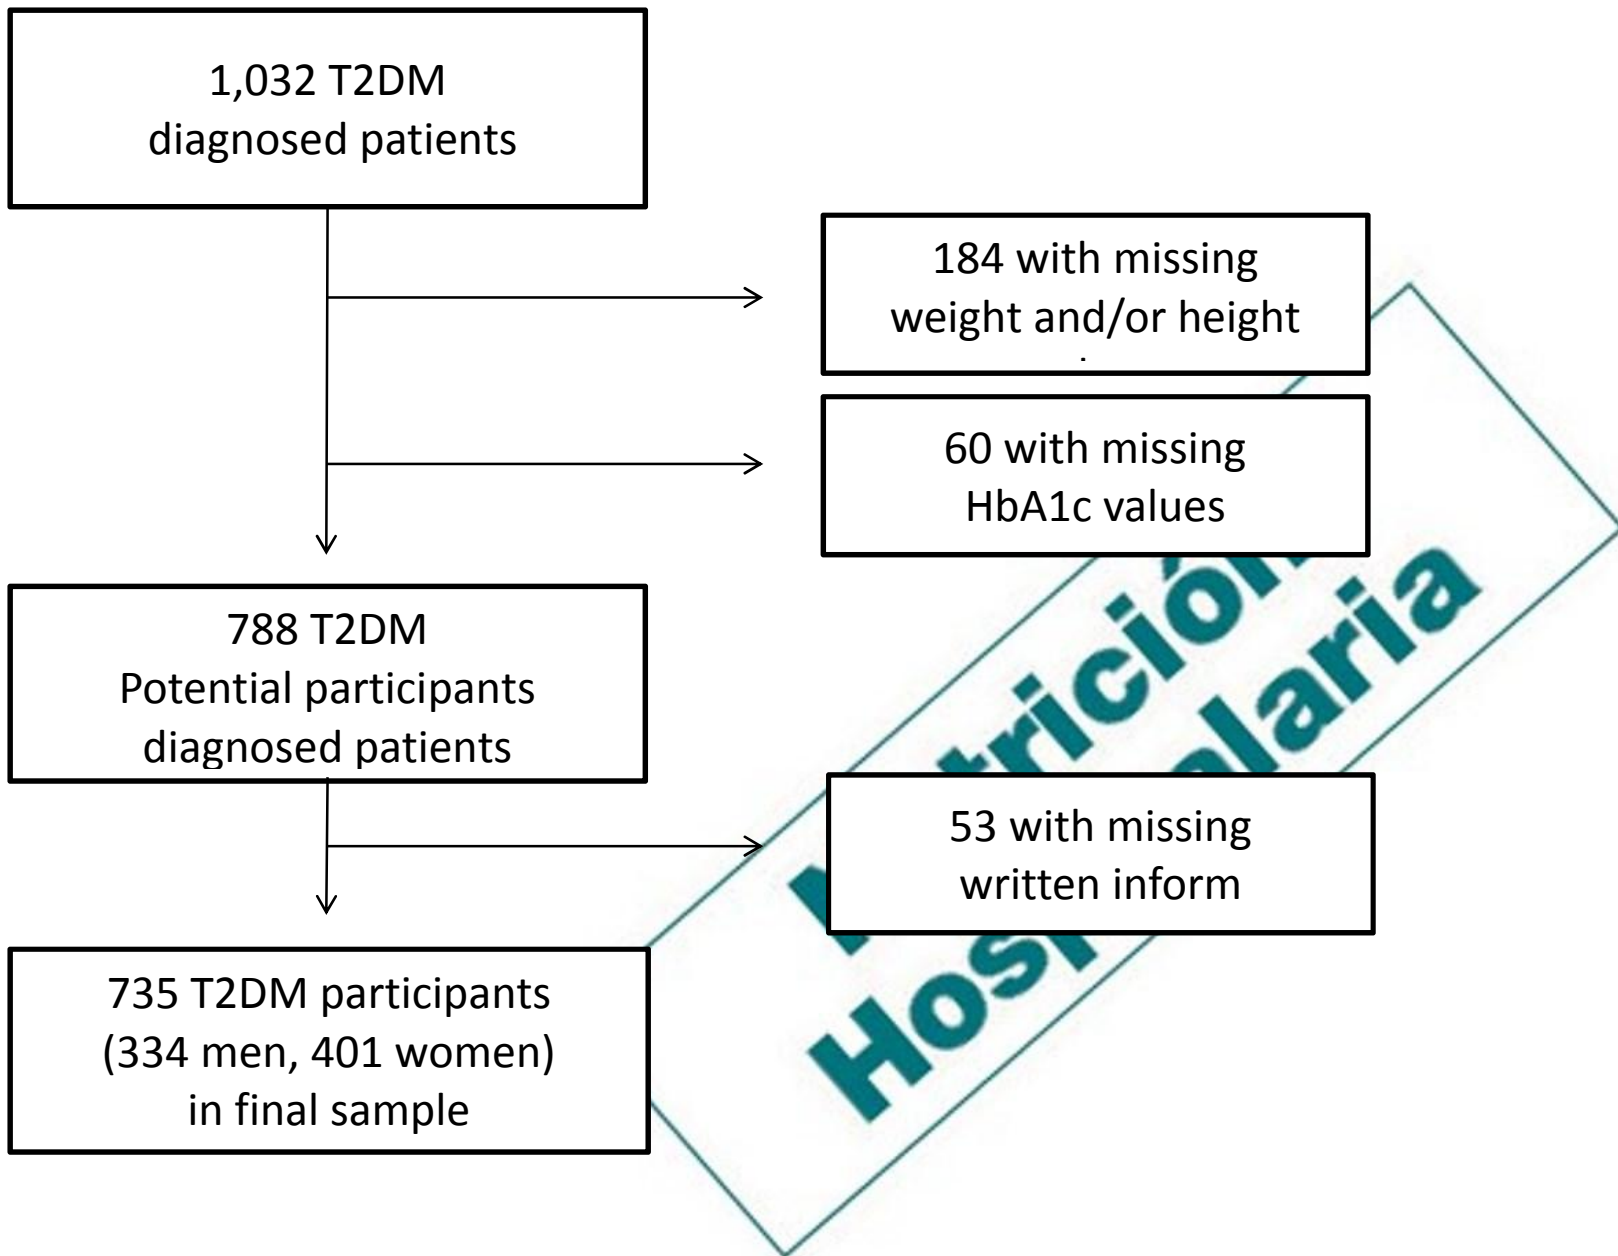 1,032 T2DM
diagnosed patients
184 with missing
weight and/or height
60 with missing
HbA1c values
788 T2DM
Potential participants
diagnosed patients
53 with missing
written inform
735 T2DM participants
(334 men, 401 women)
in final sample